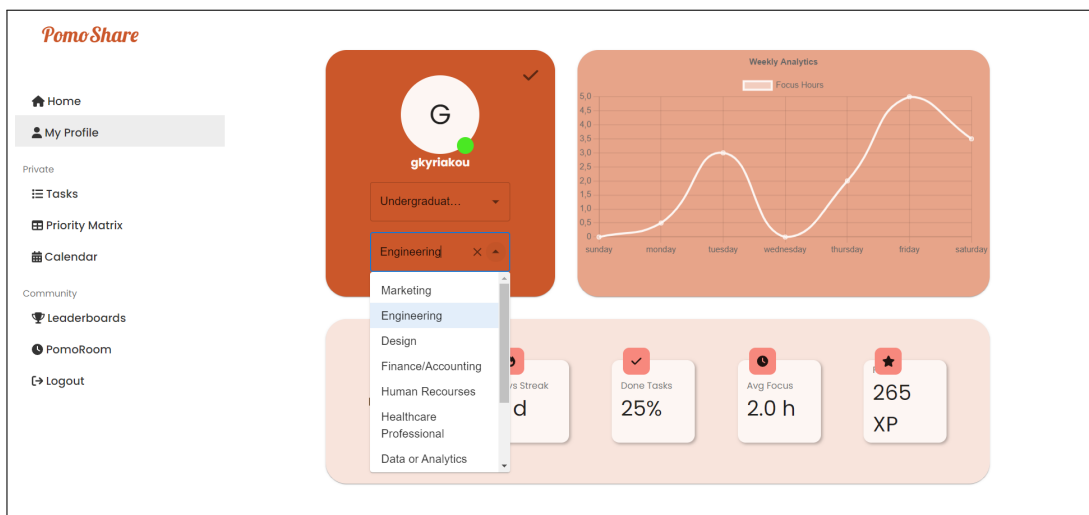 PomoShare
Home
My Profile
Private
Tasks
Priority Matrix
Calendar
Community
Leaderboards
PomoRoom
Logout
G
gkyriakou
Undergraduat...
Engineering
Marketing
Engineering
Design
Finance/Accounting
Human Recourses
Healthcare
Professional
Data or Analytics
Weekly Analytics
Focus Hours
5,0
4,5
4,0
3,5
3,0
2,5
2,0
1,5
1,0
0,5
0
sunday monday tuesday wednesday thursday friday saturday
Streak
d
Done Tasks
25%
Avg Focus
2.0 h
265
XP